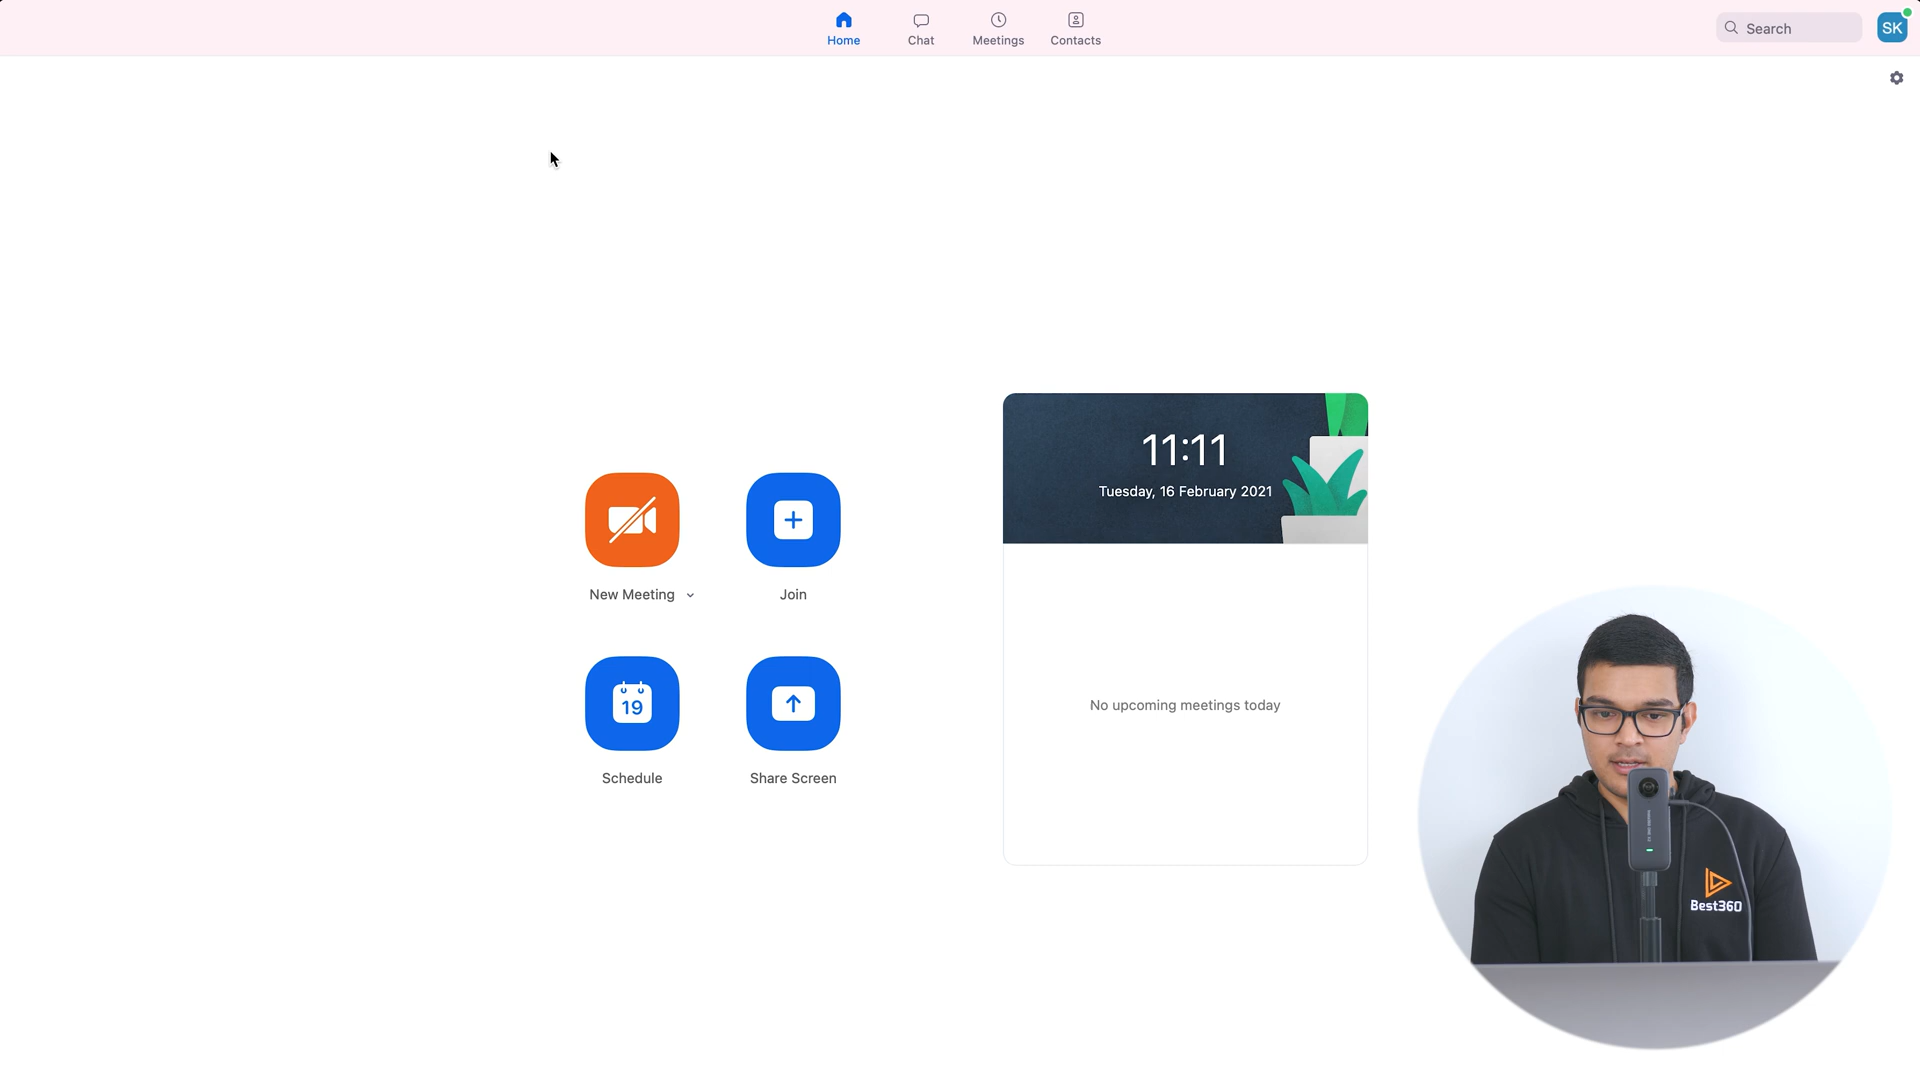 Home
Chat
Meetings
Contacts
Search
SK
11:11
Tuesday, 16 February 2021
New Meeting
Join
19
Schedule
Share Screen
No upcoming meetings today
Best360